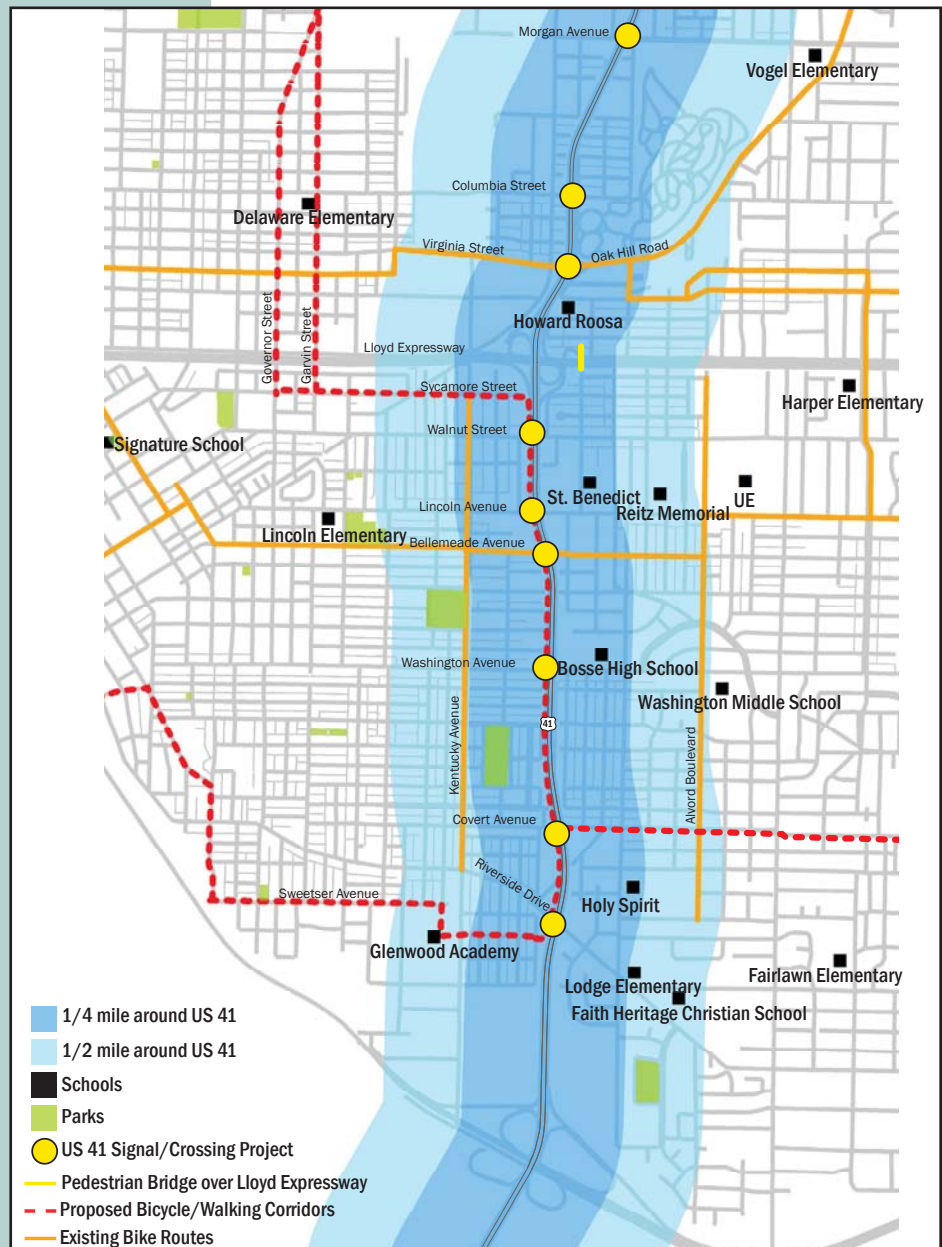 Morgan Avenue
Vogel Elementary
Columbia Street
Delaware Elementary
Virginia Street
Oak Hill Road
Governor Street
Garvin Street
Howard Roosa
Lloyd Expressway
Sycamore Street
Harper Elementary
Walnut Street
Signature School
St. Benedict
UE
Reitz Memorial
Lincoln Avenue
Lincoln Elementary
Bellemeade Avenue
Washington Avenue
Bosse High School
Washington Middle School
Kentucky Avenue
41
Alvord Boulevard
Covert Avenue
Riverside Drive
Sweetser Avenue
Holy Spirit
Glenwood Academy
Lodge Elementary
Fairlawn Elementary
Faith Heritage Christian School
1/4 mile around US 41
1/2 mile around US 41
Schools
Parks
US 41 Signal/Crossing Project
Pedestrian Bridge over Lloyd Expressway
Proposed Bicycle/Walking Corridors
Existing Bike Routes